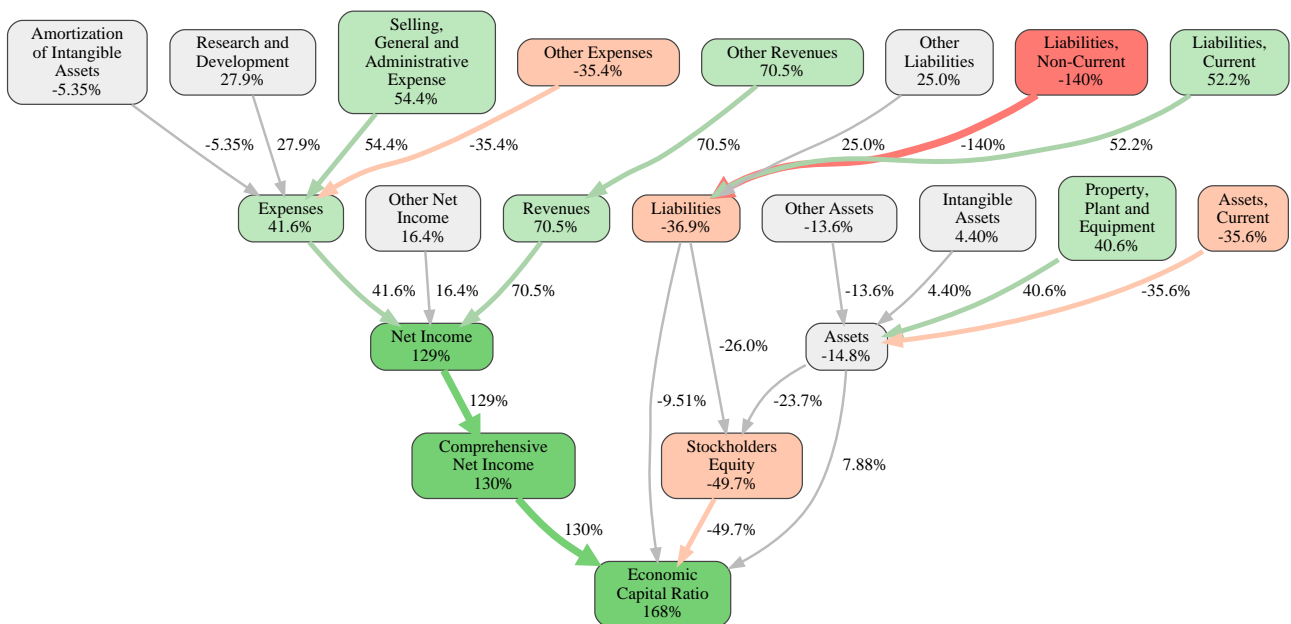 Amortization
of Intangible
Assets
-5.35%
Research and
Development
27.9%
Selling,
General and
Administrative
Expense
54.4%
Other Expenses
-35.4%
Other Revenues
70.5%
Other
Liabilities
25.0%
Liabilities,
Non-Current
-140%
Liabilities,
Current
52.2%
-5.35%
27.9%
54.4%
-35.4%
70.5%
25.0%
-140%
52.2%
Expenses
41.6%
Other Net
Income
16.4%
Revenues
70.5%
Liabilities
-36.9%
Other Assets
-13.6%
Intangible
Assets
4.40%
Property,
Plant and
Equipment
40.6%
Assets,
Current
-35.6%
41.6%
16.4%
70.5%
-13.6%
4.40%
40.6%
-35.6%
Net Income
129%
-26.0%
Assets
-14.8%
129%
-9.51%
-23.7%
Comprehensive
Net Income
130%
Stockholders
Equity
-49.7%
7.88%
130%
-49.7%
Economic
Capital Ratio
168%